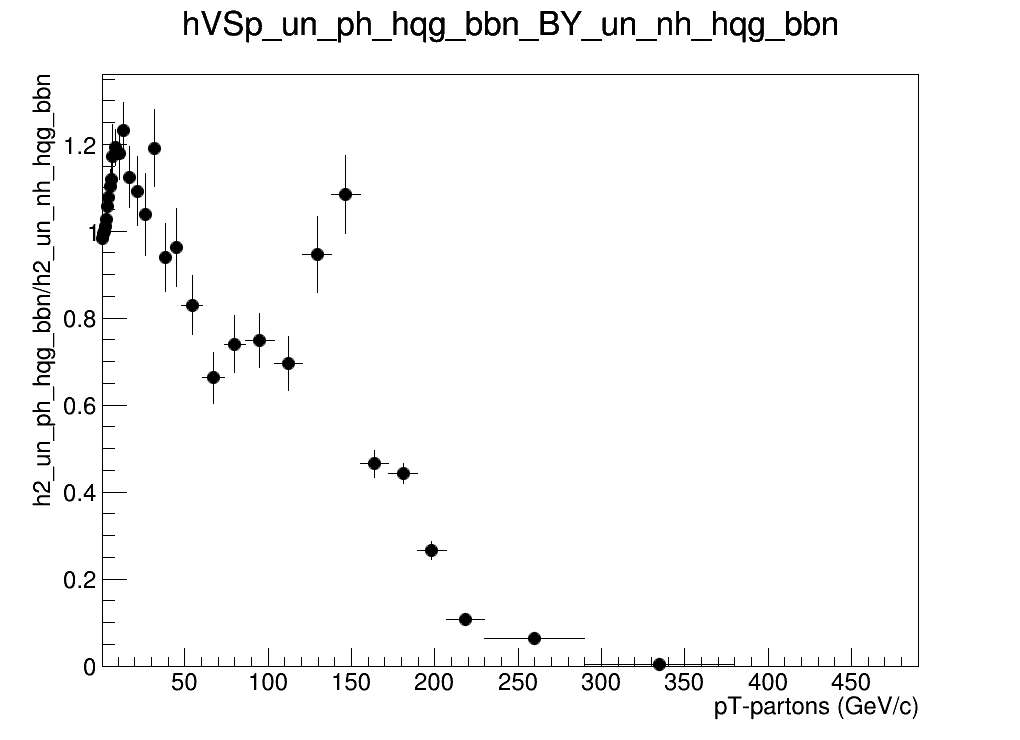 hVSp_un_ph_hqg_bbn_BY_un_nh_hqg_bbn
h2_un_ph_hqg_bbn/h2_un_nh_hqg_bbn
1.2
1
0.8
0.6
0.4
0.2
0
50 100 150 200 250 300 350 400 450
pT-partons (GeV/c)